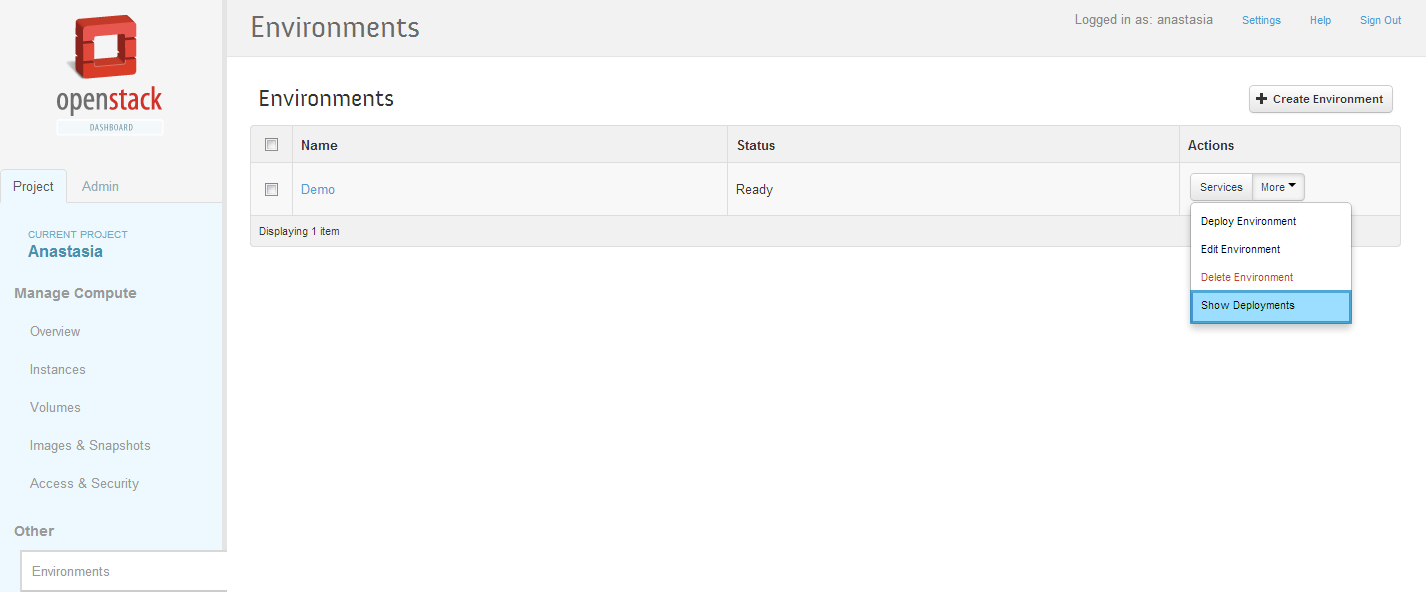 openstack
DASHBOARD
Project
Admin
CURRENT PROJECT
Anastasia
Manage Compute
Overview
Instances
Volumes
Images & Snapshots
Access & Security
Other
Environments
Environments
Logged in as: anastasia
Settings
Help
Sign Out
Environments
Create Environment
Name
Status
Actions
Demo
Ready
Services
More
Displaying 1 item
Deploy Environment
Edit Environment
Delete Environment
Show Deployments